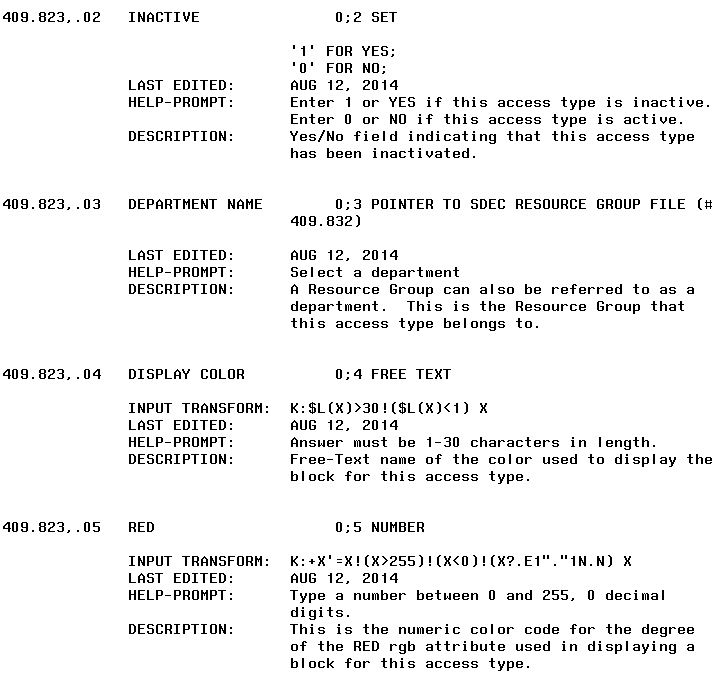 409.823,.02   INACTIVE               0;2 SET
'1' FOR YES;
'0' FOR NO;
LAST EDITED:      AUG 12, 2014
HELP-PROMPT:      Enter 1 or YES if this access type is inactive.
Enter 0 or NO if this access type is active.
DESCRIPTION:      Yes/No field indicating that this access type
has been inactivated.
409.823,.03   DEPARTMENT NAME        0;3 POINTER TO SDEC RESOURCE GROUP FILE (#
409.832)
LAST EDITED:      AUG 12, 2014
HELP-PROMPT:      Select a department
DESCRIPTION:      A Resource Group can also be referred to as a
department.  This is the Resource Group that
this access type belongs to.
409.823,.04   DISPLAY COLOR          0;4 FREE TEXT
INPUT TRANSFORM:  K:$L(X)>30!($L(X)<1) X
LAST EDITED:      AUG 12, 2014
HELP-PROMPT:      Answer must be 1-30 characters in length.
DESCRIPTION:      Free-Text name of the color used to display the
block for this access type.
409.823,.05   RED                    0;5 NUMBER
INPUT TRANSFORM:  K:+X'=X!(X>255)!(X<0)!(X?.E1"."1N.N) X
LAST EDITED:      AUG 12, 2014
HELP-PROMPT:      Type a number between 0 and 255, 0 decimal
digits.
DESCRIPTION:      This is the numeric color code for the degree
of the RED rgb attribute used in displaying a
block for this access type.